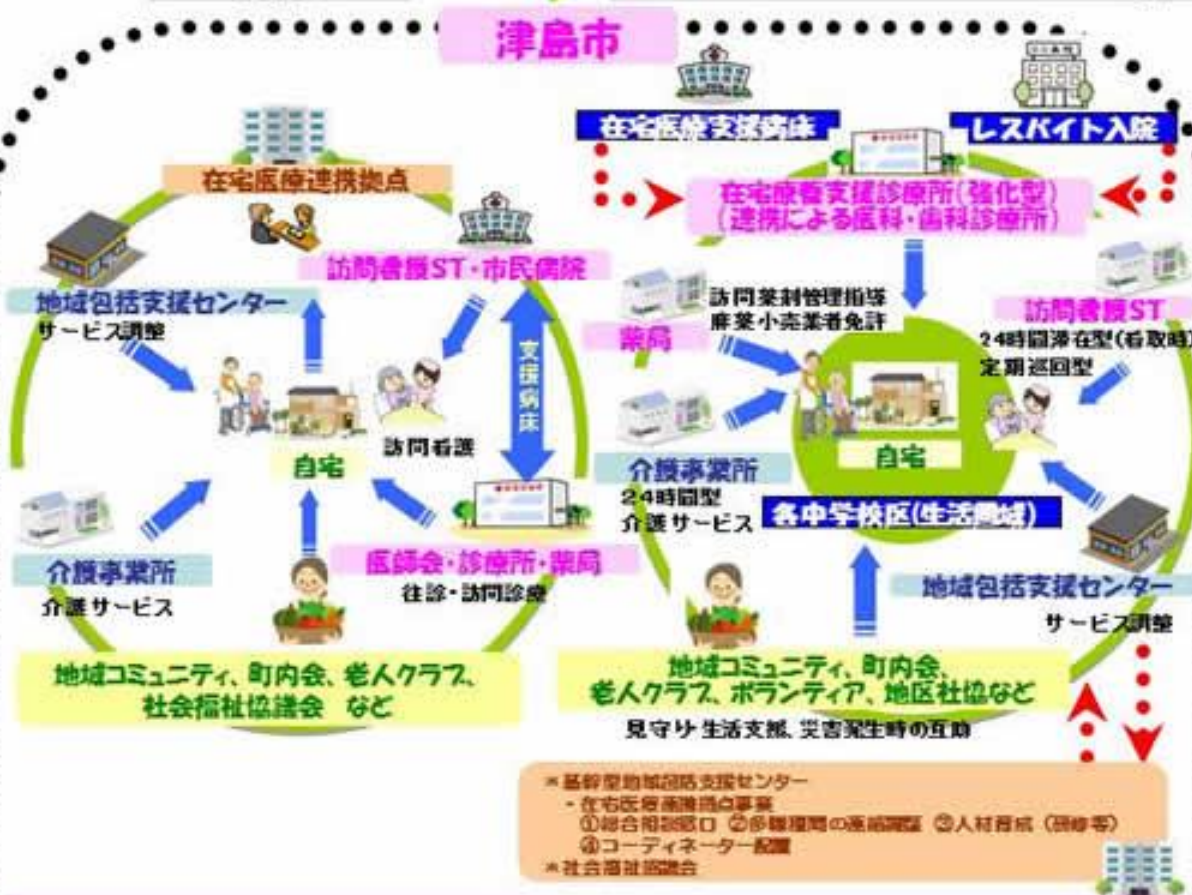 津島市
在宅医療連携拠点
地域包括支援センター
サービス調整
訪問看護ST・市民病院
支援病床
訪問看護
自宅
介護事業所
介護サービス
医師会・診療所・薬局
往診・訪問診療
地域コミュニティ、町内会、老人クラブ、
社会福祉協議会 など
在宅医療支援病床
レスパイト入院
在宅療養支援診療所(強化型)
(連携による医科・歯科診療所)
薬局
訪問薬剤管理指導
麻薬小売業者免許
訪問看護ST
24時間滞在型(看取時)
定期巡回型
介護事業所
24時間型
介護サービス
自宅
各中学校区(生活圏域)
地域包括支援センター
サービス調整
地域コミュニティ、町内会、
老人クラブ、ボランティア、地区社協など
見守り 生活支援、災害発生時の互助
*基幹型地域包括支援センター
・在宅医療連携拠点事業
①総合相談窓口 ②多職種間の連絡調整 ③人材育成（研修等）
④コーディネーター配置
*社会福祉協議会